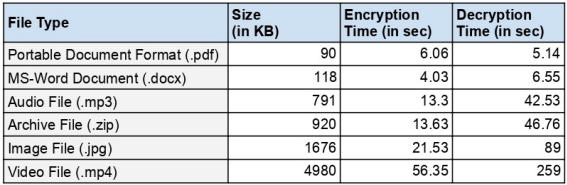 File Type Size (in KB) Encryption Time (in sec) Decryption Time (in sec)
Portable Document Format (.pdf) 90 6.06 5.14
MS-Word Document (.docx) 118 4.03 6.55
Audio File (.mp3) 791 13.3 42.53
Archive File (.zip) 920 13.63 46.76
Image File (.jpg) 1676 21.53 89
Video File (.mp4) 4980 56.35 259